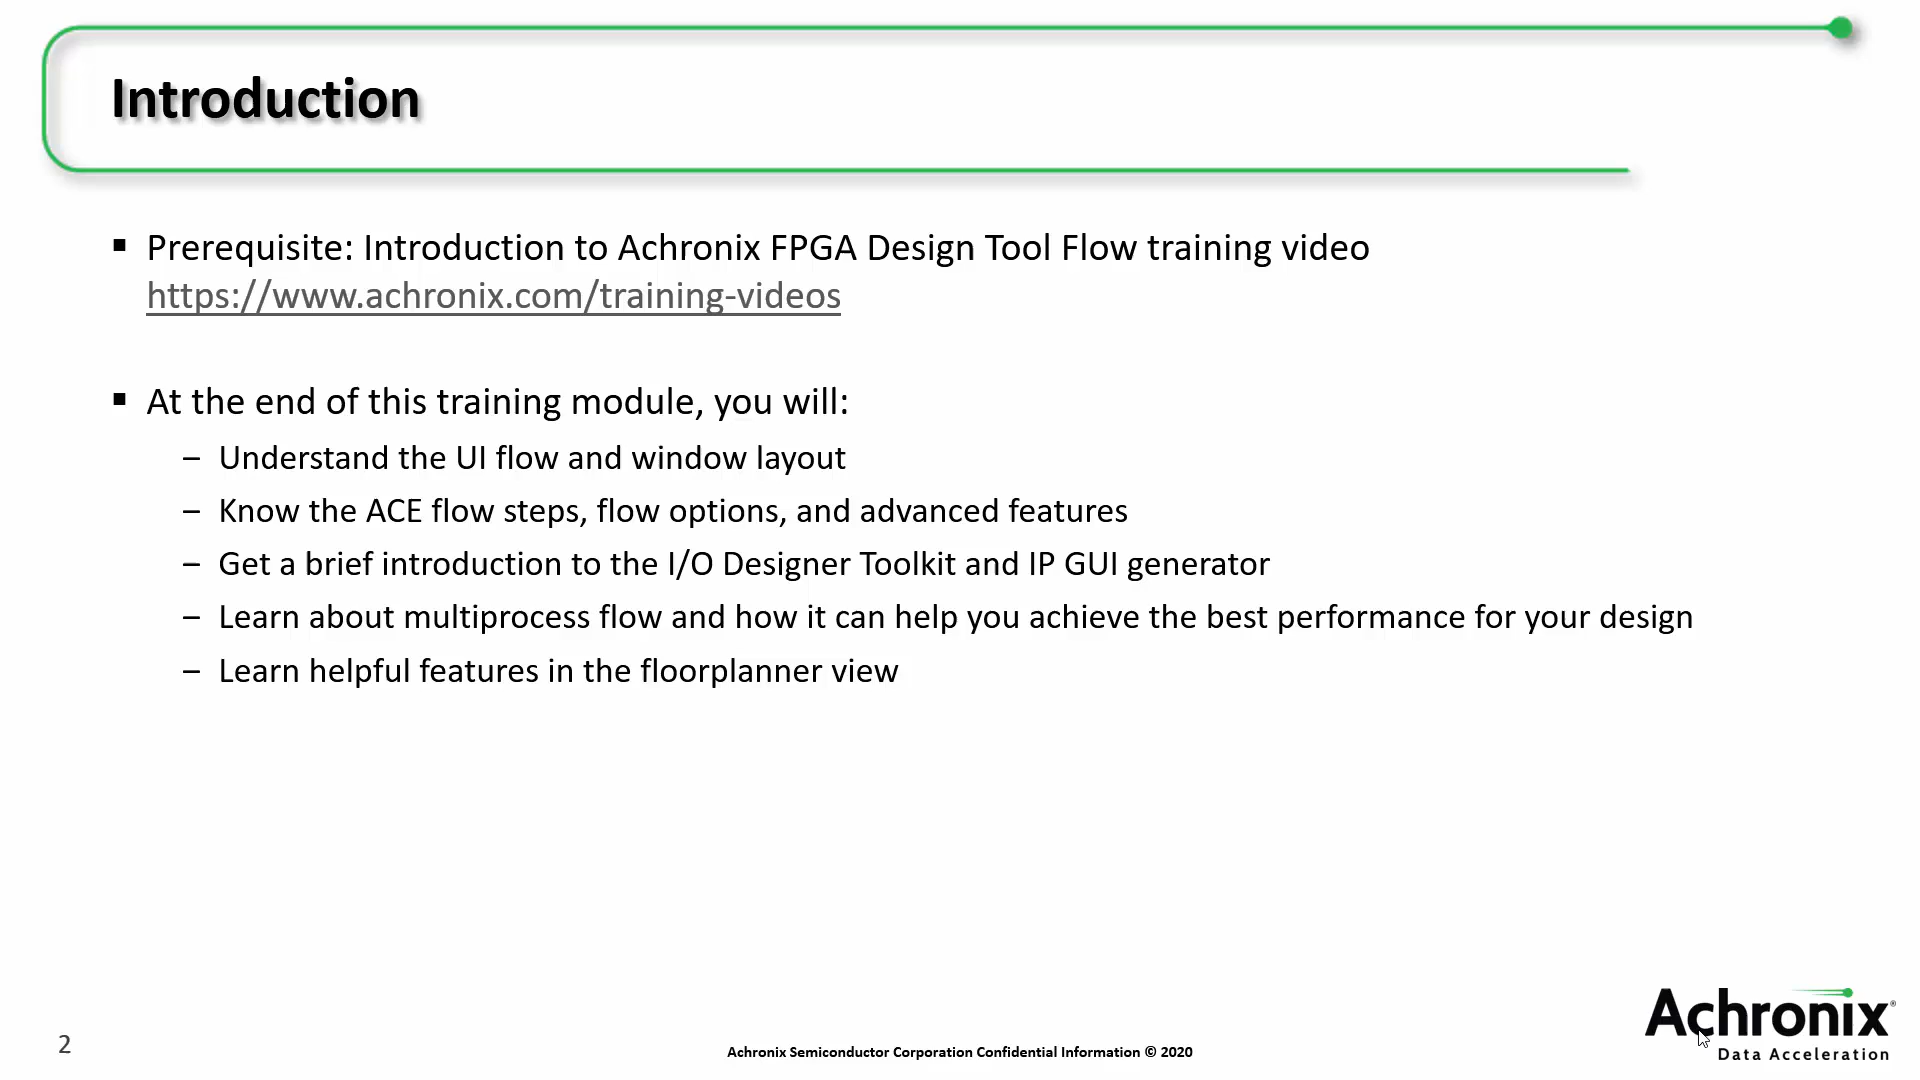 Introduction
▪ Prerequisite: Introduction to Achronix FPGA Design Tool Flow training video
https://www.achronix.com/training-videos
▪ At the end of this training module, you will:
– Understand the UI flow and window layout
– Know the ACE flow steps, flow options, and advanced features
– Get a brief introduction to the I/O Designer Toolkit and IP GUI generator
– Learn about multiprocess flow and how it can help you achieve the best performance for your design
– Learn helpful features in the floorplanner view
2
Achronix Semiconductor Corporation Confidential Information © 2020
Achronix®
Data Acceleration